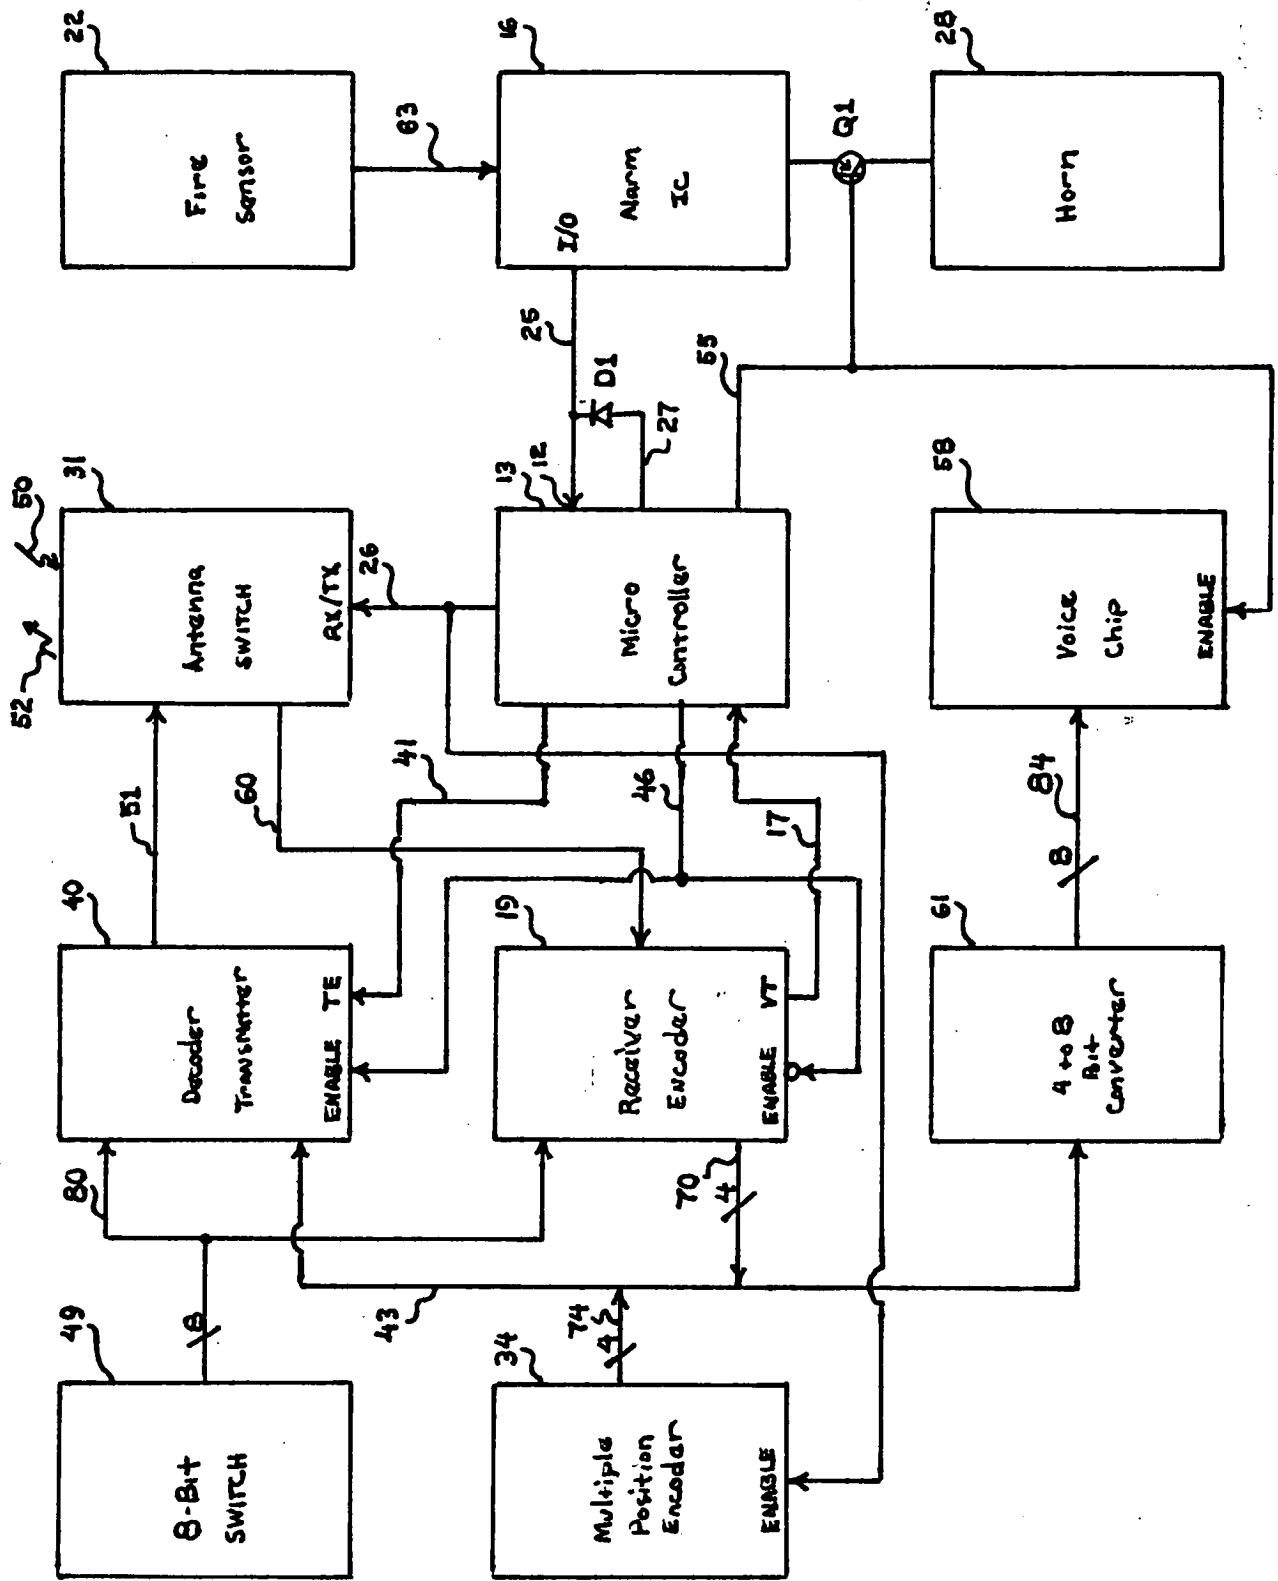 49
8-Bit
SWITCH
8
80
40
Decoder
TRANSMitter
ENABLE TE
51
60
41
52
50
31
Antenna
SWITCH
RX/TX
26
22
Fire
Sensor
83
43
74
4
34
Multiple
Position
Encoder
ENABLE
70
4
19
Receiver
Encoder
ENABLE VT
46
17
13
12
Micro
Controller
25
D1
27
55
16
I/O
Alarm
IC
Q1
61
4 to 8
Bit
Converter
8
84
58
Voice
Chip
ENABLE
28
Horn